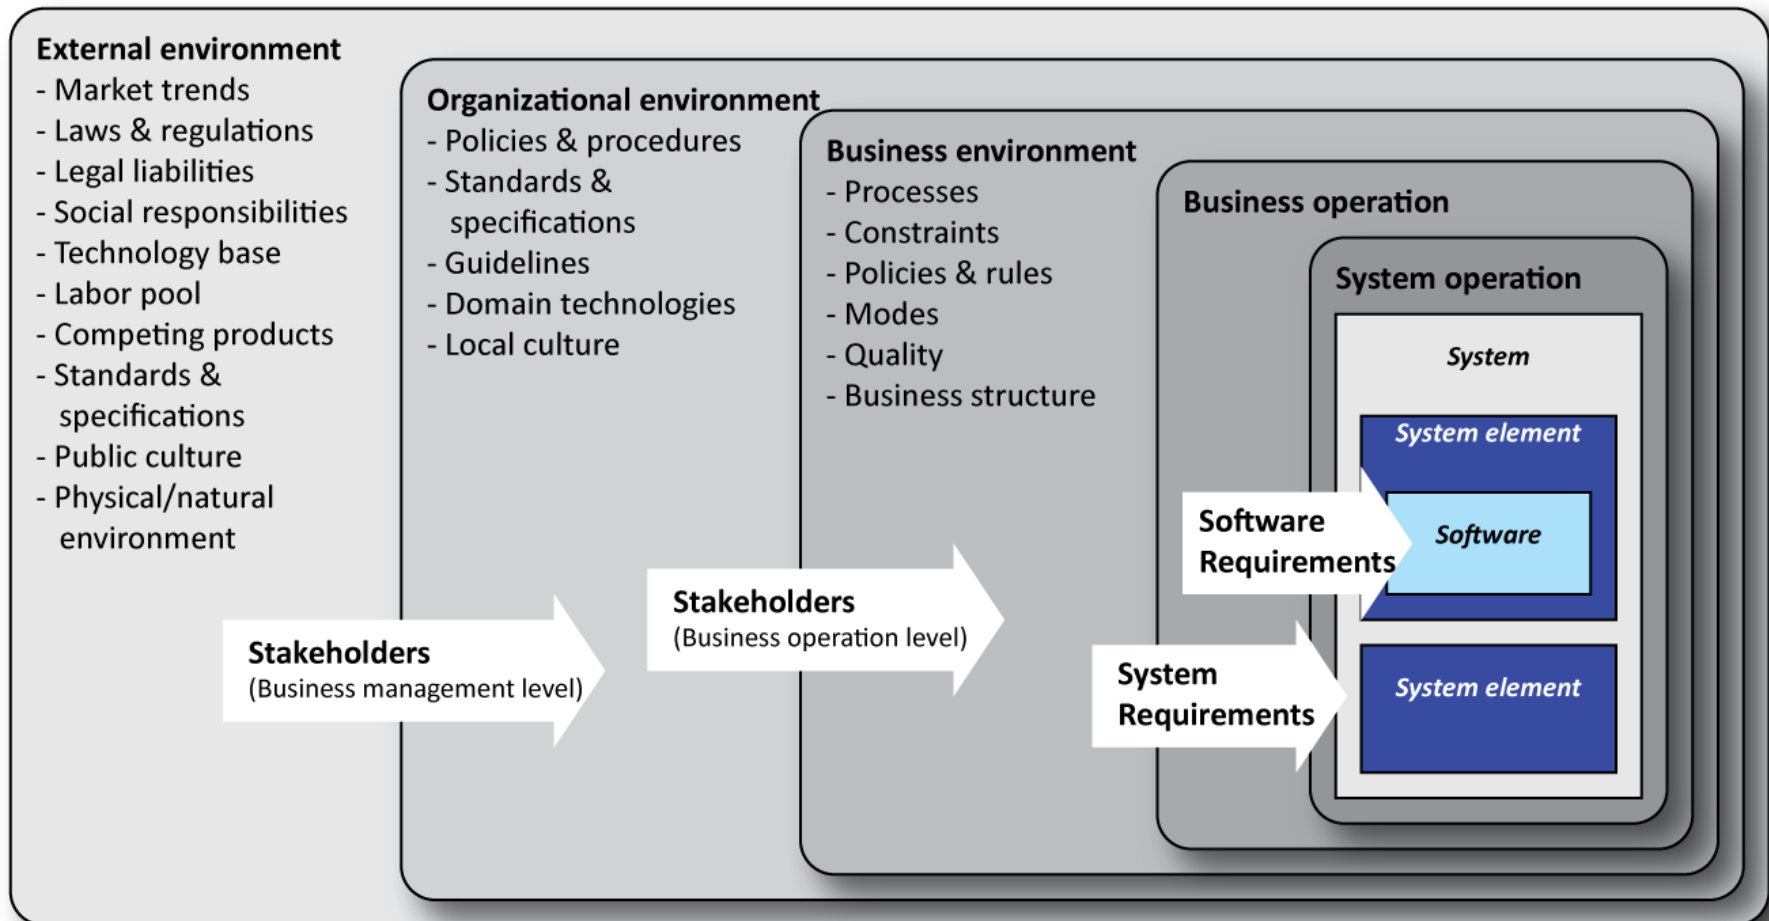 External environment
- Market trends
- Laws & regulations
- Legal liabilities
- Social responsibilities
- Technology base
- Labor pool
- Competing products
- Standards &
specifications
- Public culture
- Physical/natural
environment
Organizational environment
- Policies & procedures
- Standards &
specifications
- Guidelines
- Domain technologies
- Local culture
Business environment
- Processes
- Constraints
- Policies & rules
- Modes
- Quality
- Business structure
Business operation
System operation
System
System element
Software
System element
Stakeholders
(Business management level)
Stakeholders
(Business operation level)
Software
Requirements
System
Requirements